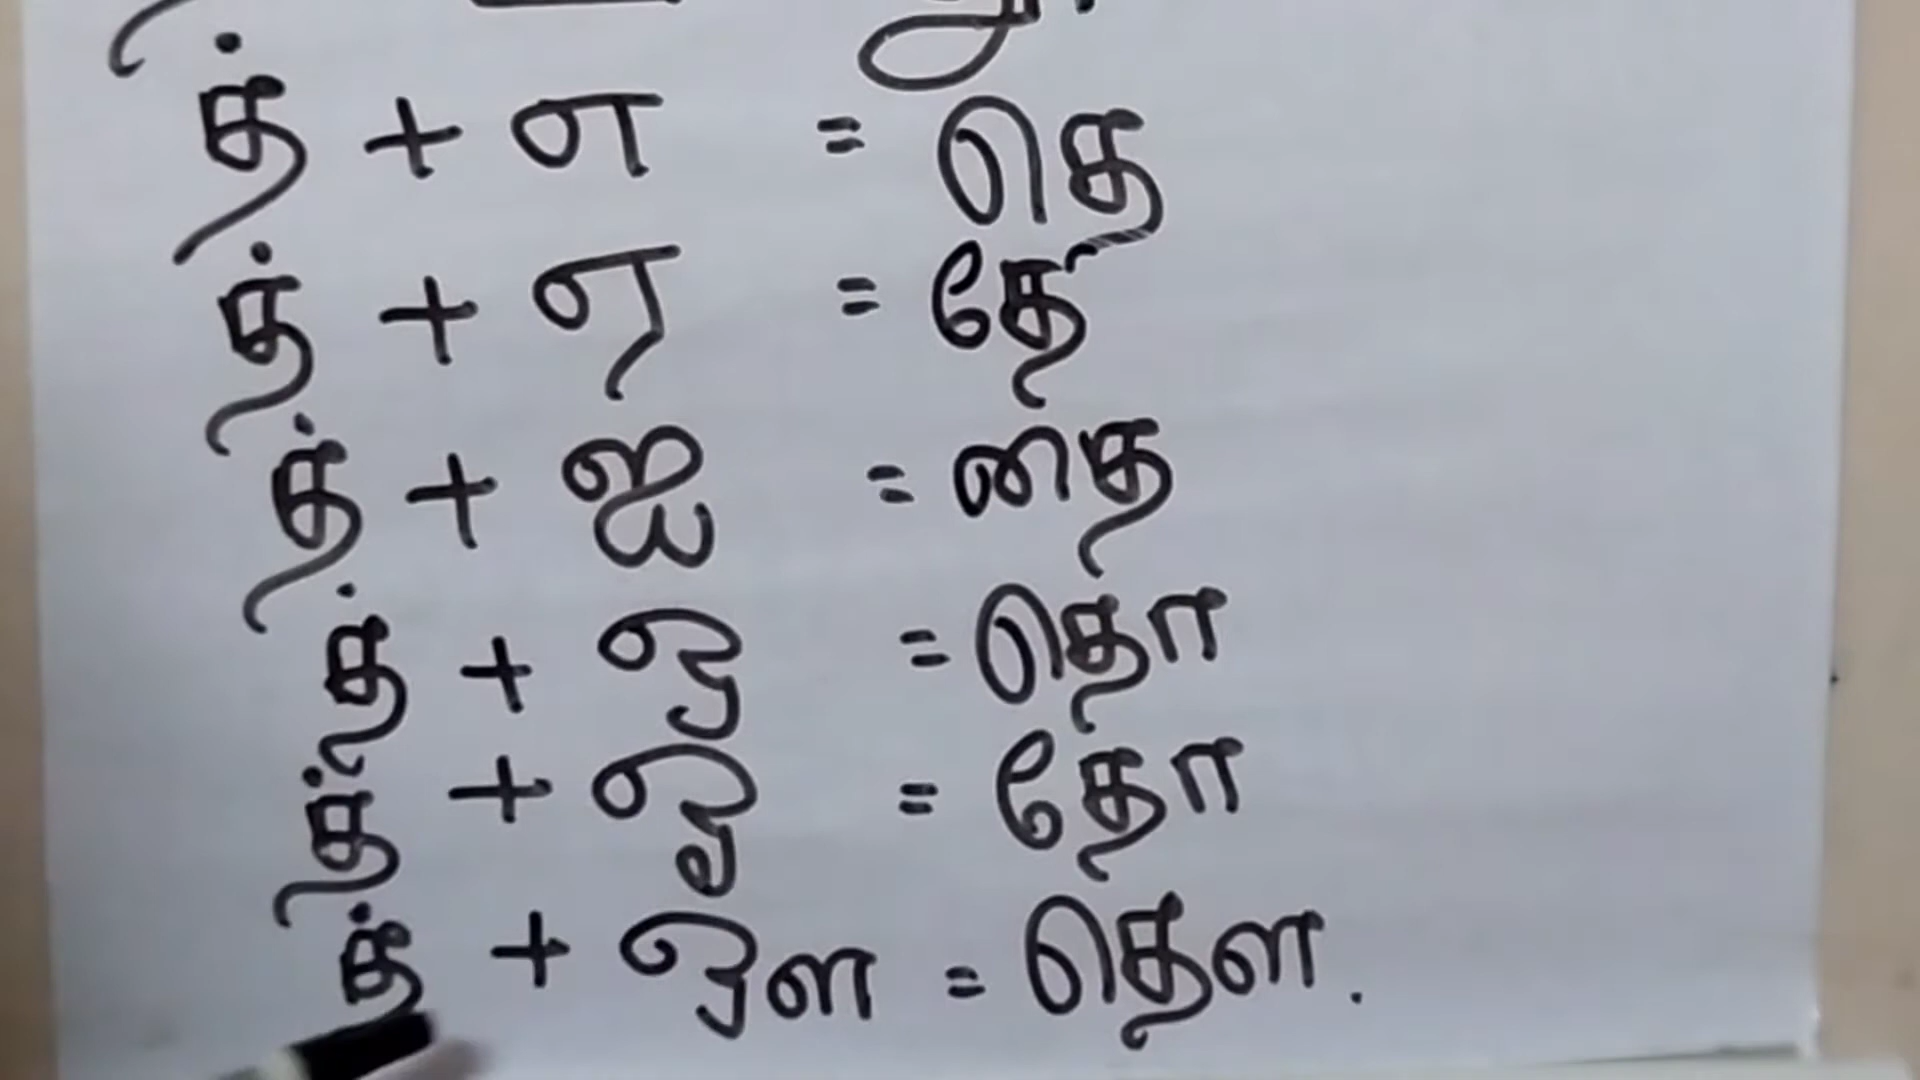 த் + எ = தெ
த் + ஏ = தே
த் + ஐ = தை
த் + ஒ = தொ
த் + ஓ = தோ
த் + ஔ = தௌ.